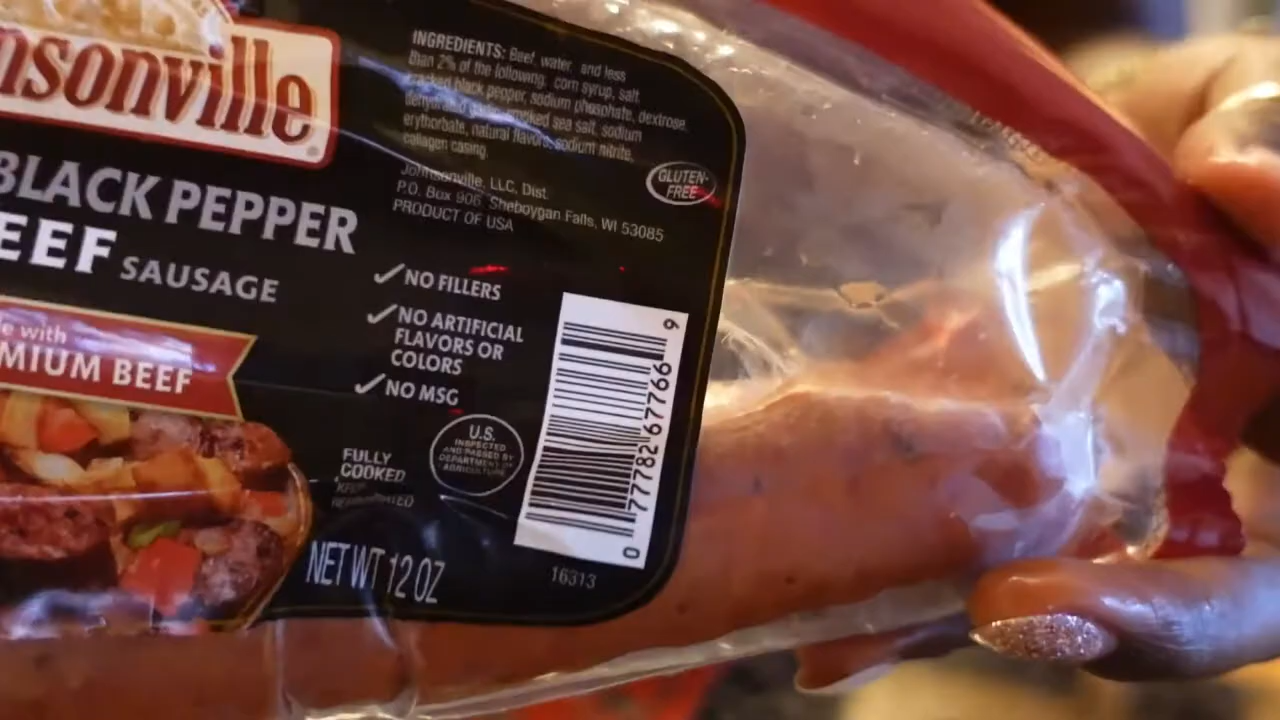 nsonville
BLACK PEPPER
EEF SAUSAGE
e with
MIUM BEEF
INGREDIENTS: Beef, water, and less
than 2% of the following: corn syrup, salt,
cracked black pepper, sodium phosphate, dextrose,
smoked sea salt, sodium
erythorbate, natural flavors, sodium nitrite,
collagen casing.
Johnsonville, LLC, Dist.
P.O. Box 906, Sheboygan Falls, WI 53085
PRODUCT OF USA
GLUTEN-
FREE
✓ NO FILLERS
✓ NO ARTIFICIAL
FLAVORS OR
COLORS
✓ NO MSG
U.S.
INSPECTED
AND PASSED BY
DEPARTMENT OF
AGRICULTURE
FULLY
COOKED
NET WT 12 OZ
0 77782 67766 9
16313